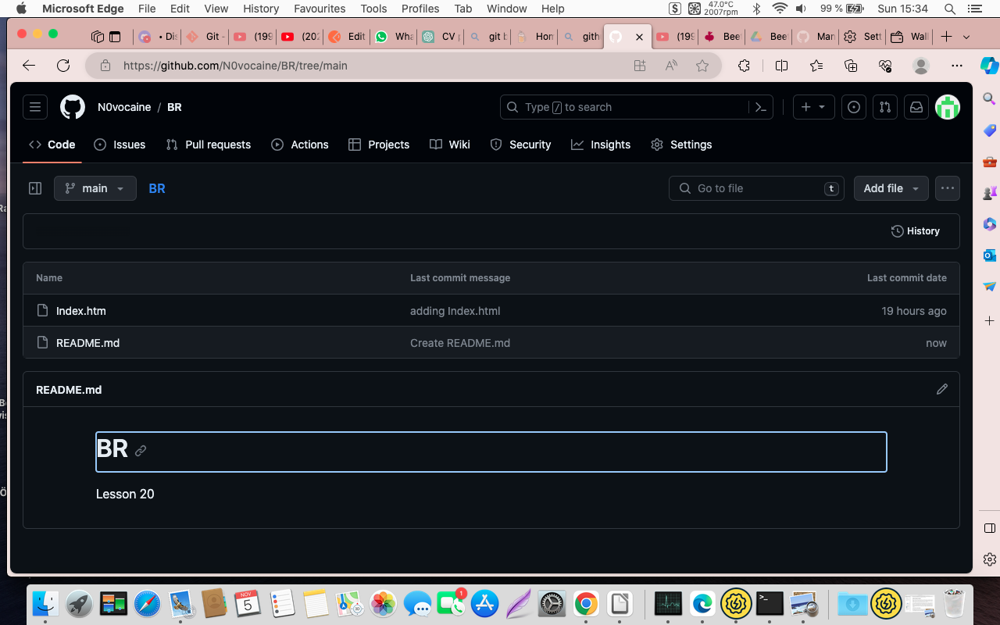 Microsoft Edge File Edit View History Favourites Tools Profiles Tab Window Help 47.0°C 2007rpm 99 % Sun 15:34
• Dis Git - (199 (202 Edit Wha CV p git b Hom gith (199 Bee Beet Man Sett Wall
https://github.com/N0vocaine/BR/tree/main
N0vocaine / BR Type / to search
Code Issues Pull requests Actions Projects Wiki Security Insights Settings
main BR Go to file t Add file
History
Name Last commit message Last commit date
Index.htm adding Index.html 19 hours ago
README.md Create README.md now
README.md
BR
Lesson 20
NOV
5
1